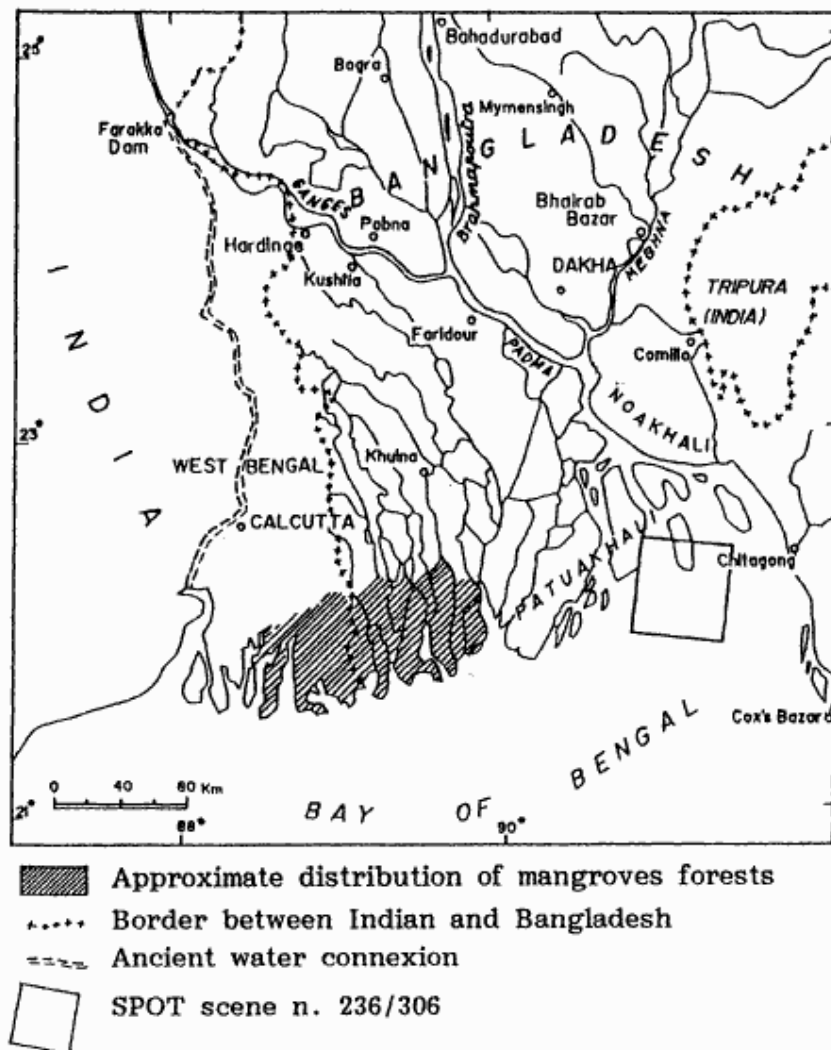 25°
Bahadurabad
Bogra
Mymensingh
Farakka
Dam
BANGLADESH
Brahmapoutra
GANGES
Bhairab
Bazar
Pabna
Hardinge
MEGHNA
DAKHA
Kushtia
TRIPURA
(INDIA)
Faridour
Comilla
PADMA
INDIA
NOAKHALI
23°
WEST BENGAL
Khulna
CALCUTTA
PATUAKHALI
Chitagong
Cox's Bazard
0 40 80 Km
21°
BAY OF BENGAL
88°
90°
Approximate distribution of mangroves forests
Border between Indian and Bangladesh
Ancient water connexion
SPOT scene n. 236/306